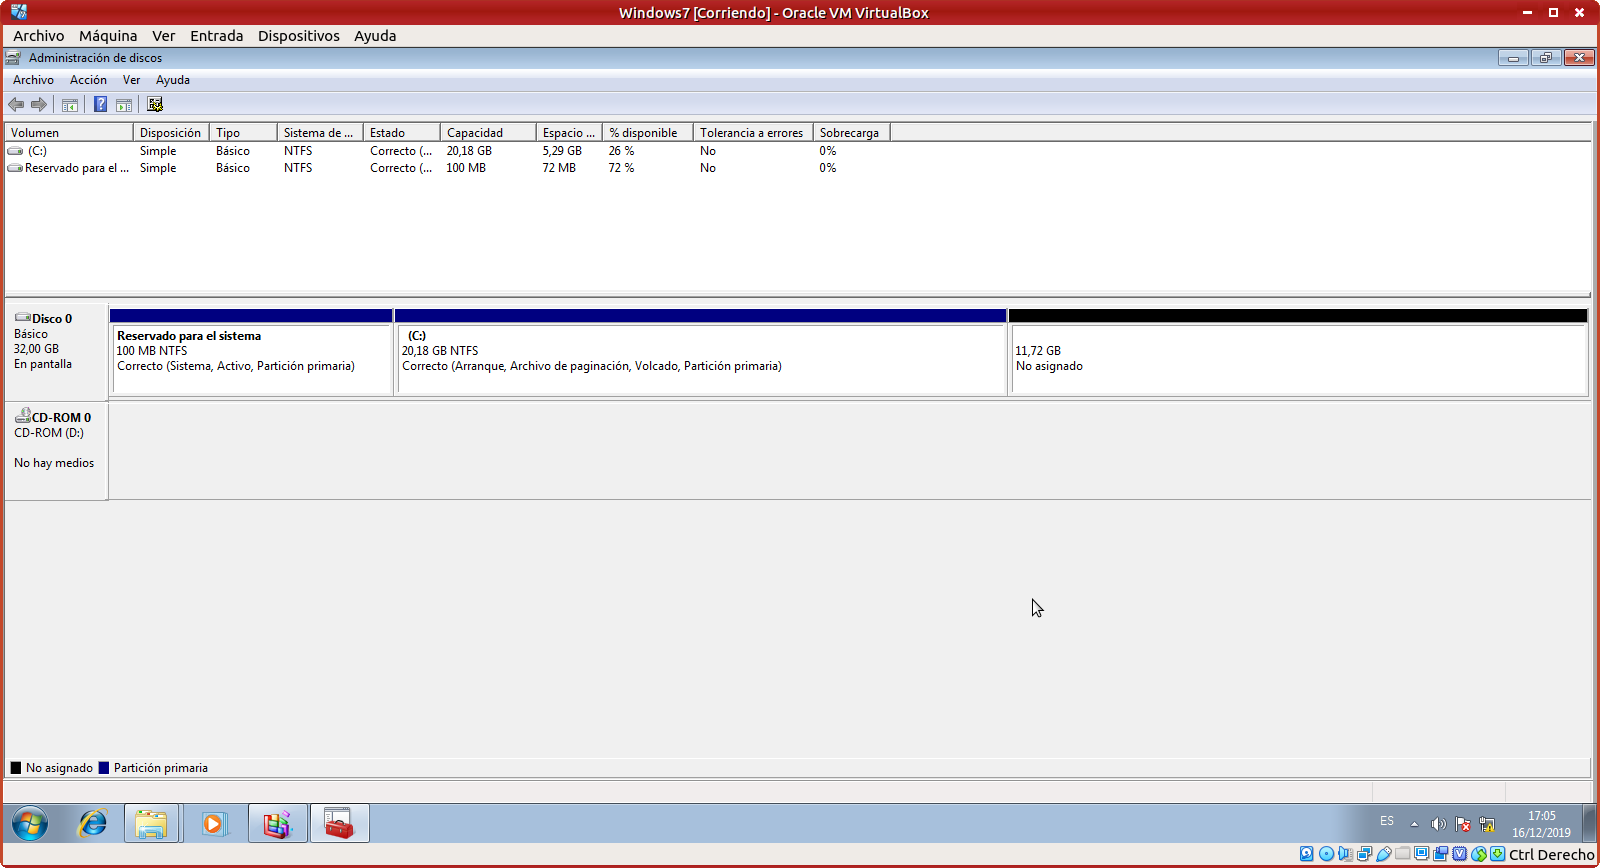 Windows7 [Corriendo] - Oracle VM VirtualBox
Archivo Máquina Ver Entrada Dispositivos Ayuda
Administración de discos
Archivo Acción Ver Ayuda
Volumen Disposición Tipo Sistema de ... Estado Capacidad Espacio ... % disponible Tolerancia a errores Sobrecarga
(C:) Simple Básico NTFS Correcto (... 20,18 GB 5,29 GB 26 % No 0%
Reservado para el ... Simple Básico NTFS Correcto (... 100 MB 72 MB 72 % No 0%
Disco 0
Básico
32,00 GB
En pantalla
Reservado para el sistema
100 MB NTFS
Correcto (Sistema, Activo, Partición primaria)
(C:)
20,18 GB NTFS
Correcto (Arranque, Archivo de paginación, Volcado, Partición primaria)
11,72 GB
No asignado
CD-ROM 0
CD-ROM (D:)
No hay medios
No asignado Partición primaria
ES
17:05
16/12/2019
Ctrl Derecho